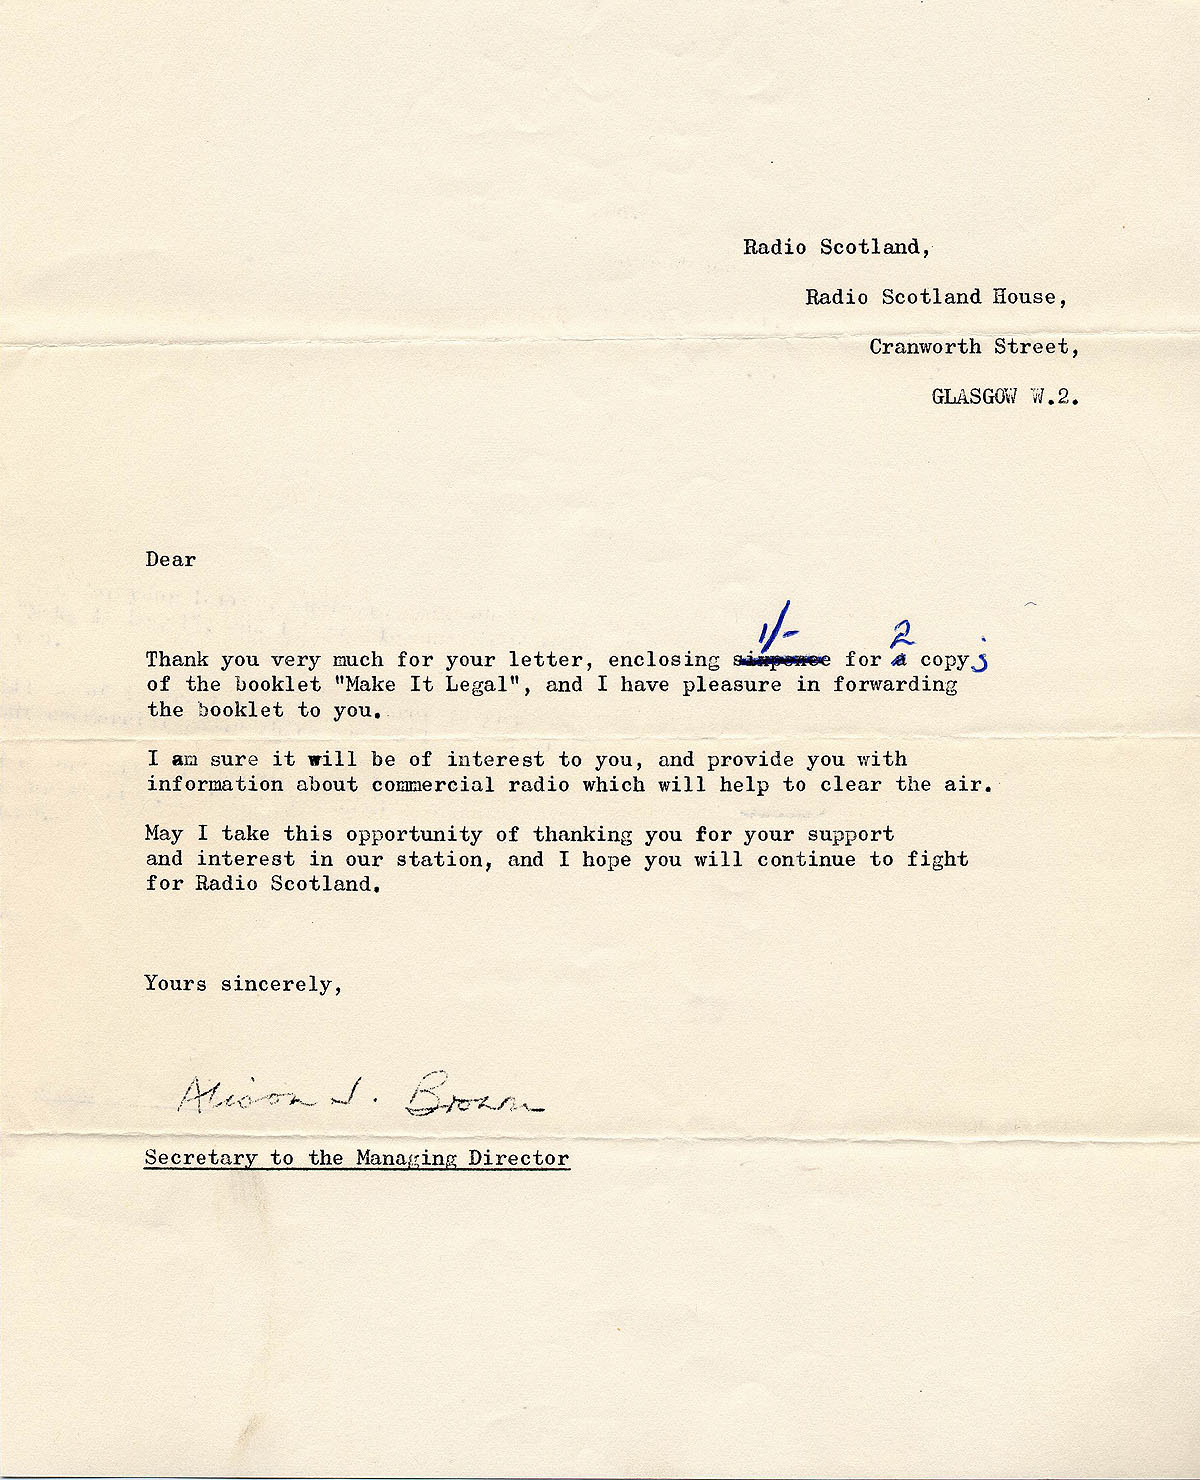 Radio Scotland,
Radio Scotland House,
Cranworth Street,
GLASGOW W.2.
Dear
1/- 2
Thank you very much for your letter, enclosing sixpence for a copys
of the booklet "Make It Legal", and I have pleasure in forwarding
the booklet to you.
I am sure it will be of interest to you, and provide you with
information about commercial radio which will help to clear the air.
May I take this opportunity of thanking you for your support
and interest in our station, and I hope you will continue to fight
for Radio Scotland.
Yours sincerely,
Alison J. Brown
Secretary to the Managing Director